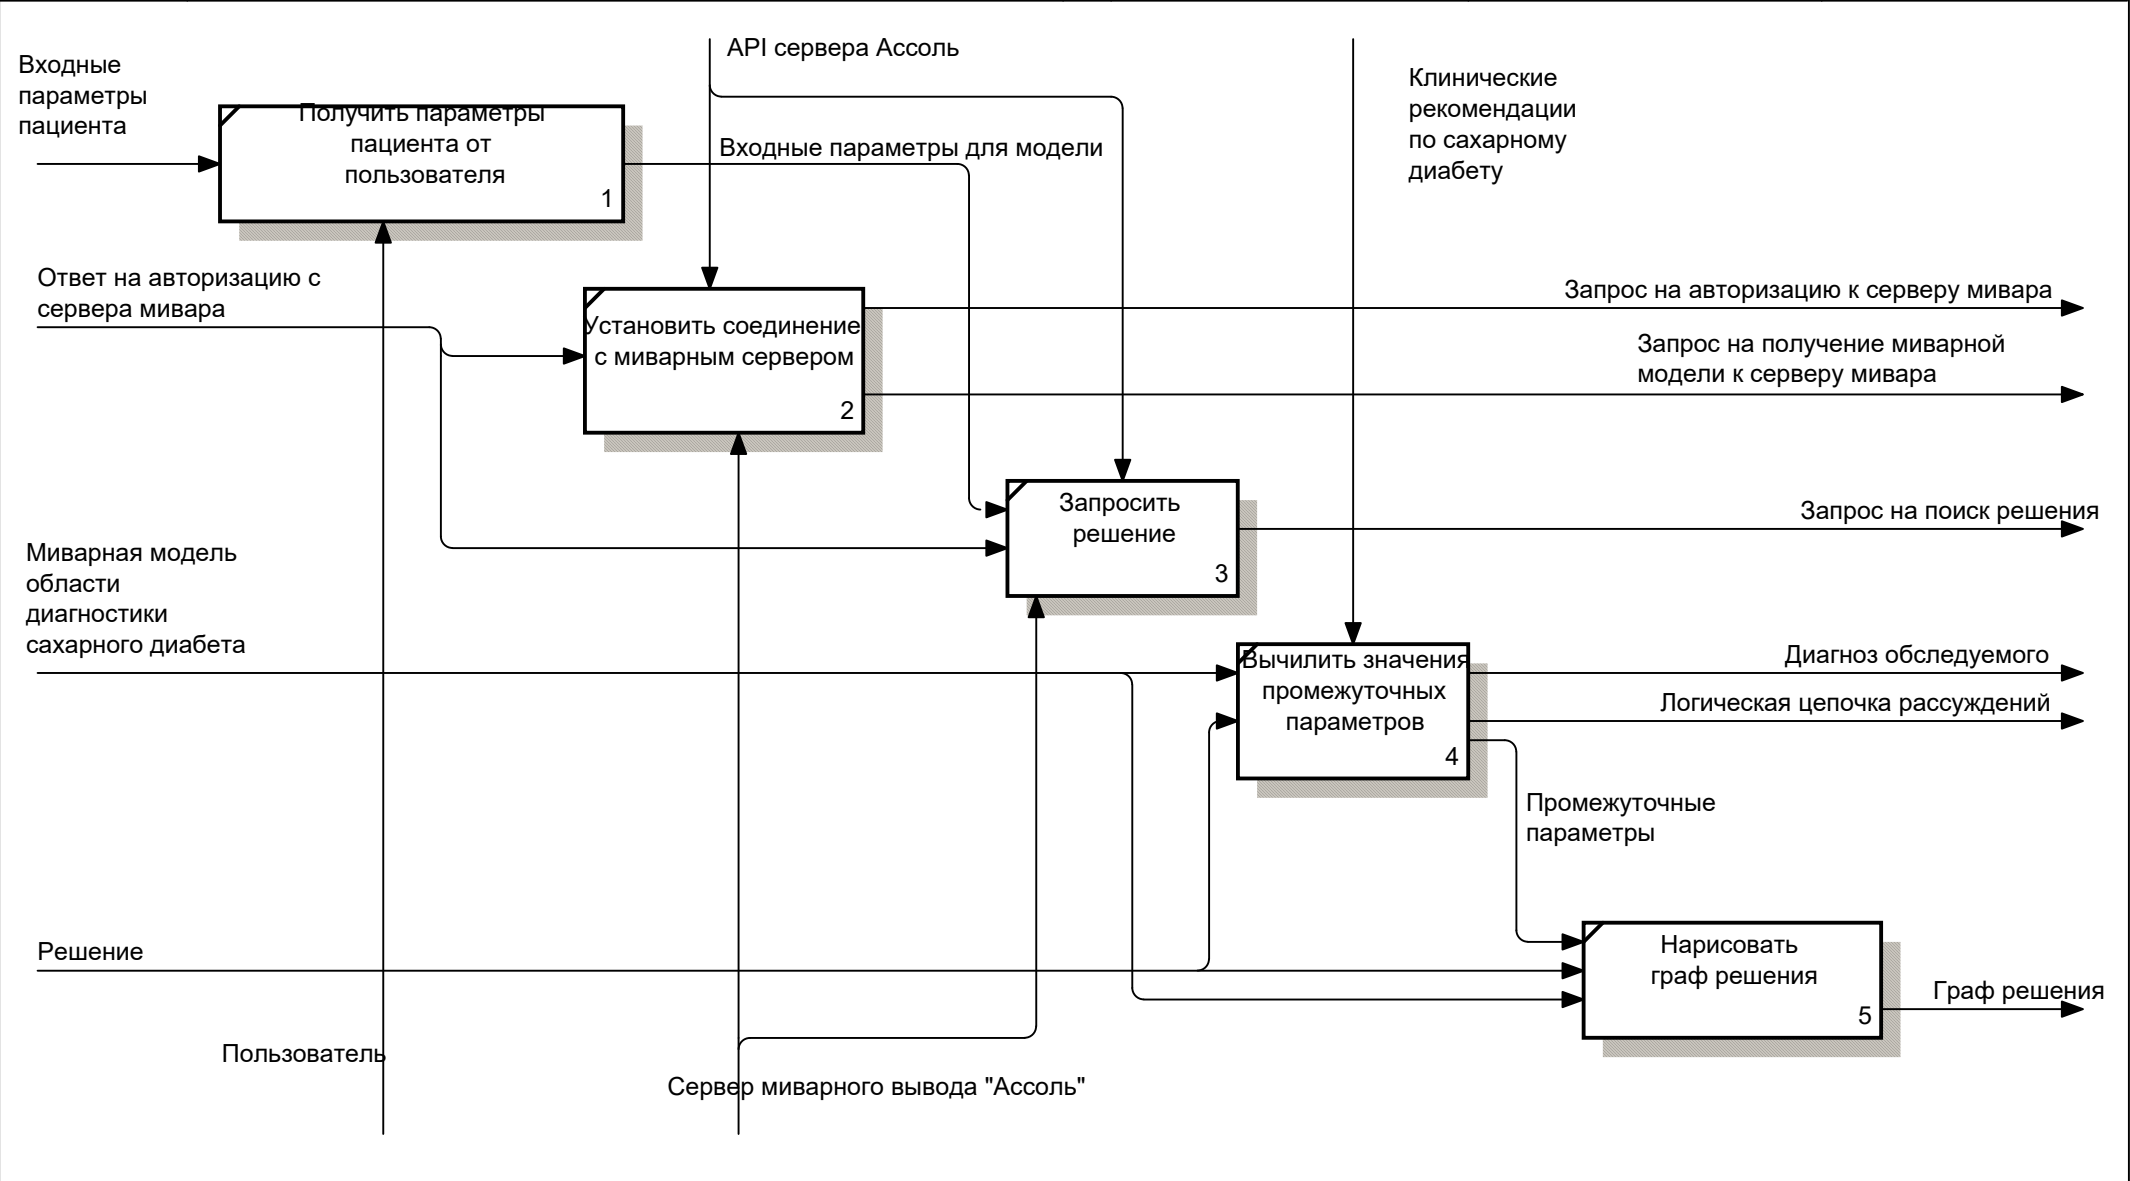 Входные
параметры
пациента
API сервера Ассоль
Клинические
рекомендации
по сахарному
диабету
Получить параметры
пациента от
пользователя
1
Входные параметры для модели
Ответ на авторизацию с
сервера мивара
Установить соединение
с миварным сервером
2
Запрос на авторизацию к серверу мивара
Запрос на получение миварной
модели к серверу мивара
Запросить
решение
3
Запрос на поиск решения
Миварная модель
области
диагностики
сахарного диабета
Вычилить значения
промежуточных
параметров
4
Диагноз обследуемого
Логическая цепочка рассуждений
Промежуточные
параметры
Решение
Нарисовать
граф решения
5
Граф решения
Пользователь
Сервер миварного вывода "Ассоль"